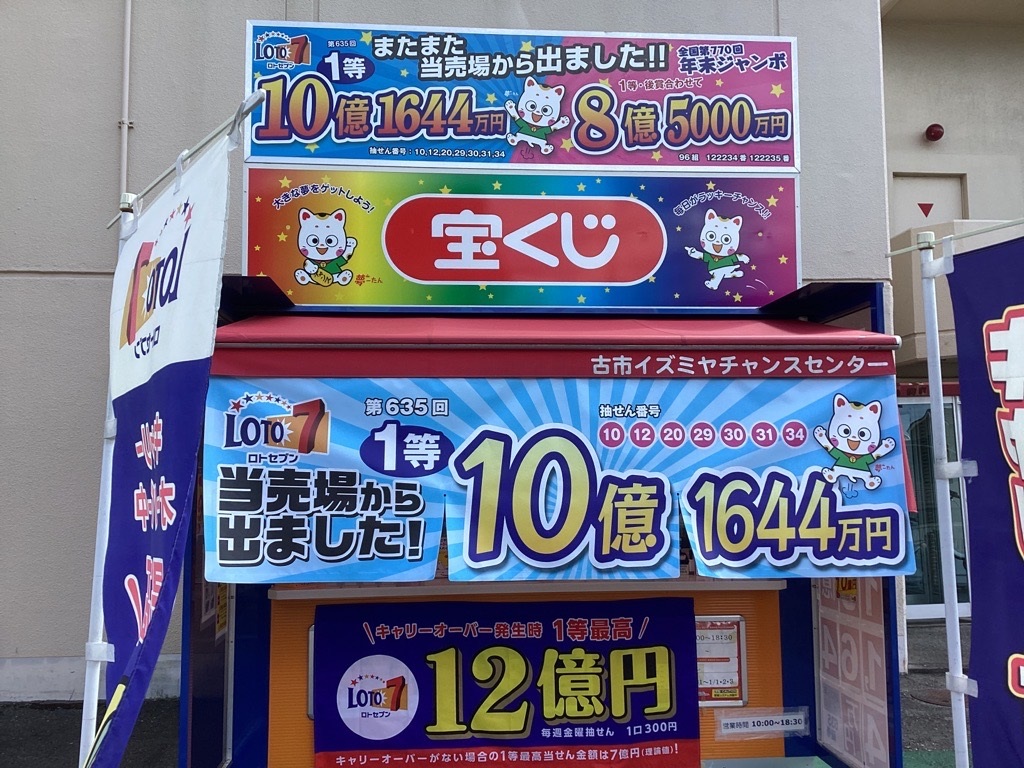 LOTO 7
ロトセブン
第635回
1等
またまた
当売場から出ました!!
10億1644万円
抽せん番号:10,12,20,29,30,31,34
全国第770回
年末ジャンボ
1等・後賞合わせて
8億5000万円
96組 122234番 122235番
大きな夢をゲットしよう!
宝くじ
毎日がラッキーチャンス!!
古市イズミヤチャンスセンター
LOTO 7
ロトセブン
当売場から
出ました!
第635回
1等
抽せん番号
10 12 20 29 30 31 34
10億
1644万円
\キャリーオーバー発生時 1等最高/
LOTO 7
ロトセブン
12億円
毎週金曜抽せん 1口300円
キャリーオーバーがない場合の1等最高当せん金額は7億円(理論値)!
営業時間 10:00~18:30